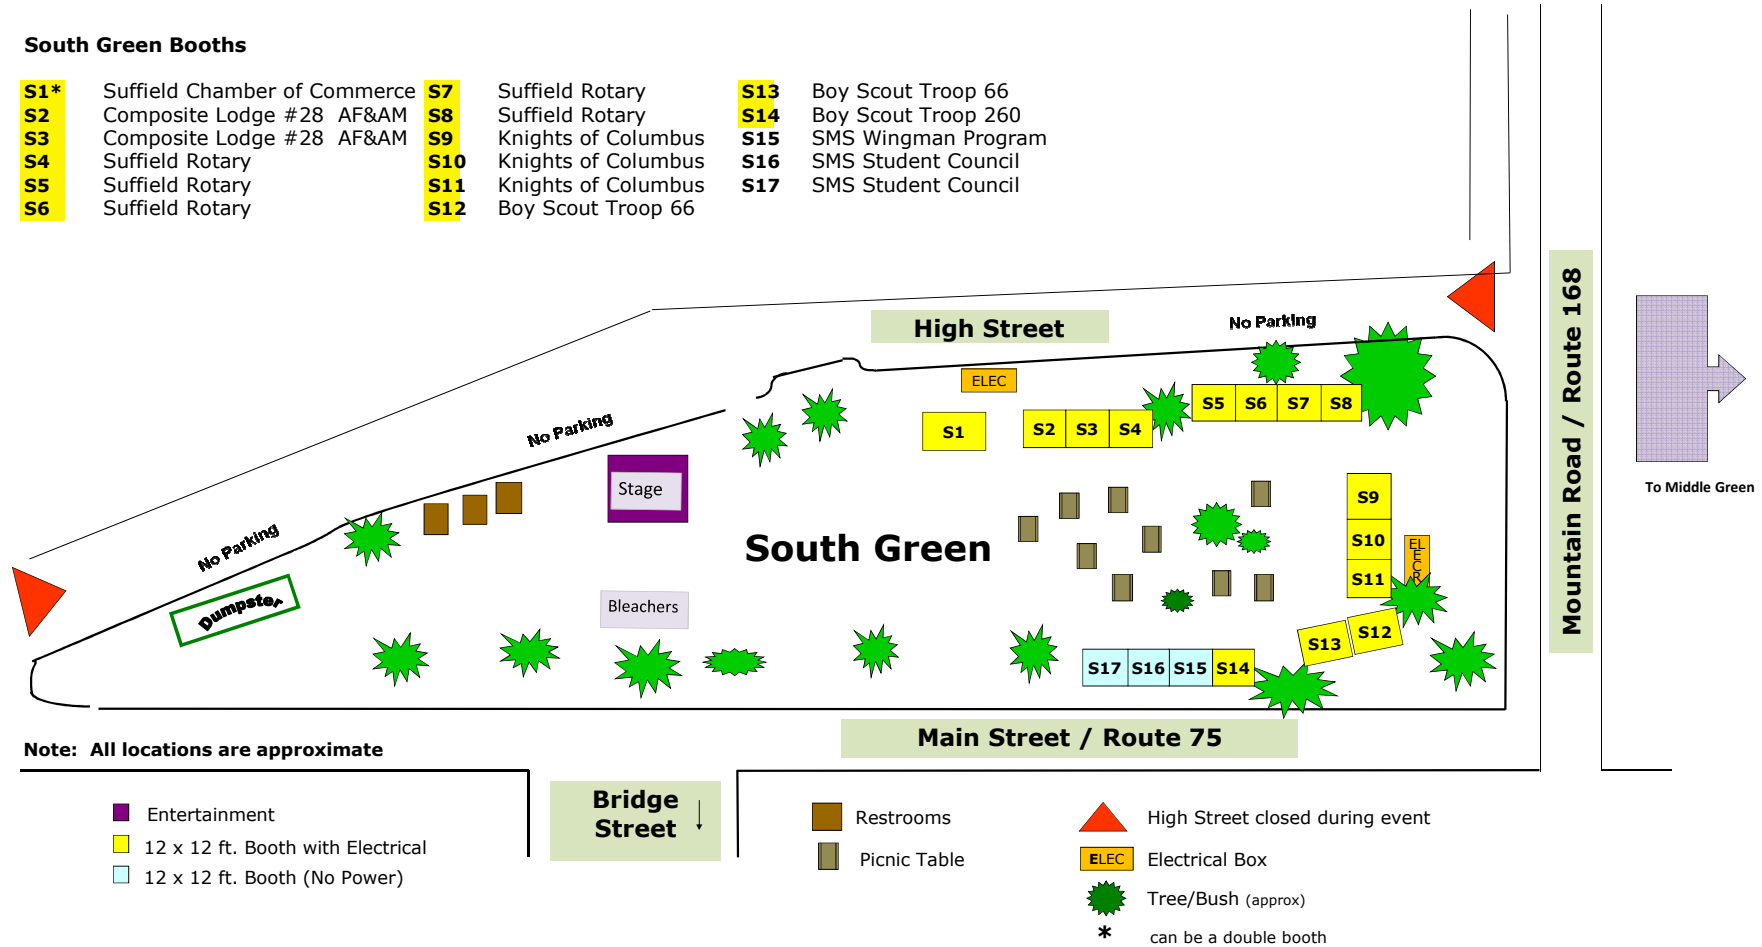 South Green Booths
S1* Suffield Chamber of Commerce S7 Suffield Rotary S13 Boy Scout Troop 66
S2 Composite Lodge #28 AF&AM S8 Suffield Rotary S14 Boy Scout Troop 260
S3 Composite Lodge #28 AF&AM S9 Knights of Columbus S15 SMS Wingman Program
S4 Suffield Rotary S10 Knights of Columbus S16 SMS Student Council
S5 Suffield Rotary S11 Knights of Columbus S17 SMS Student Council
S6 Suffield Rotary S12 Boy Scout Troop 66
High Street
No Parking
Mountain Road / Route 168
ELEC
S5 S6 S7 S8
S1
S2 S3 S4
No Parking
Stage
To Middle Green
S9
No Parking
South Green
S10
ELECR
S11
Dumpster
Bleachers
S13 S12
S17 S16 S15 S14
Main Street / Route 75
Note: All locations are approximate
Bridge
Street
Entertainment
12 x 12 ft. Booth with Electrical
12 x 12 ft. Booth (No Power)
Restrooms
Picnic Table
High Street closed during event
ELEC Electrical Box
Tree/Bush (approx)
* can be a double booth